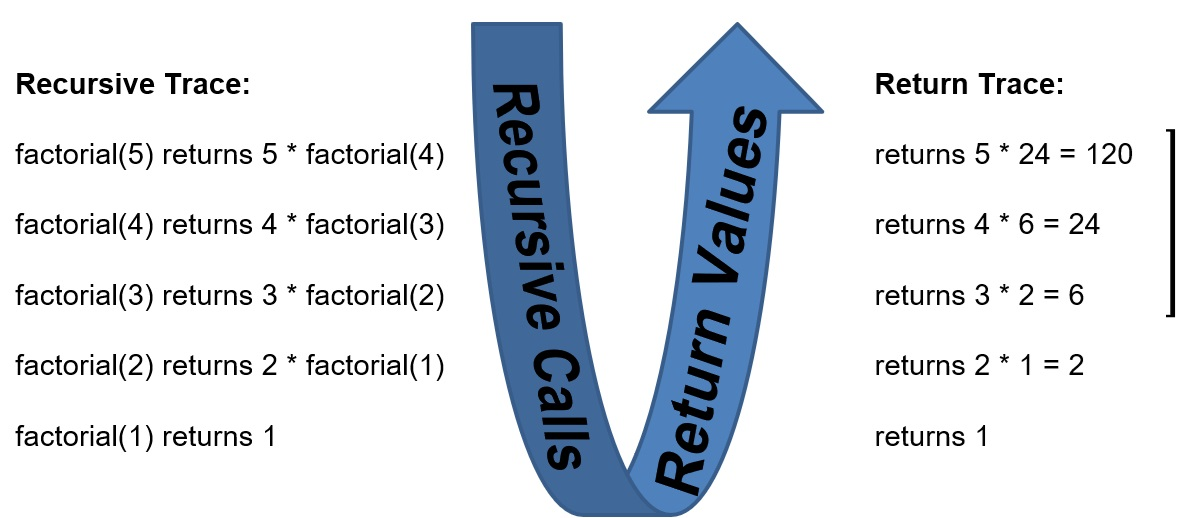 Recursive Trace:
factorial(5) returns 5 * factorial(4)
factorial(4) returns 4 * factorial(3)
factorial(3) returns 3 * factorial(2)
factorial(2) returns 2 * factorial(1)
factorial(1) returns 1
Recursive Calls
Return Values
Return Trace:
returns 5 * 24 = 120
returns 4 * 6 = 24
returns 3 * 2 = 6
returns 2 * 1 = 2
returns 1